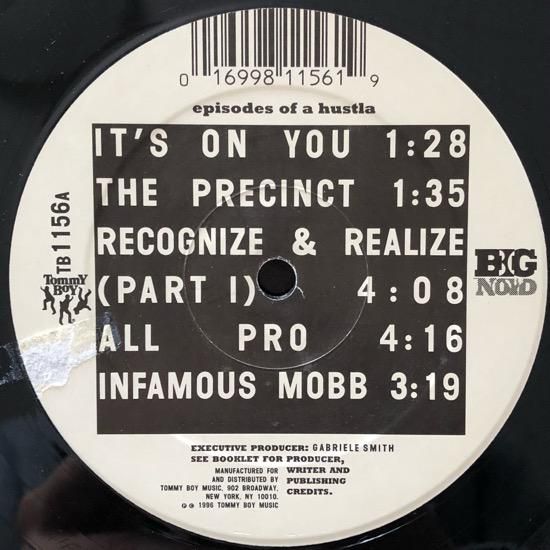 0 16998 11561 9
episodes of a hustla
IT'S ON YOU 1:28
THE PRECINCT 1:35
RECOGNIZE & REALIZE
(PART I) 4:08
ALL PRO 4:16
INFAMOUS MOBB 3:19
TB 1156A
Tommy
Boy
BIG
NOYD
EXECUTIVE PRODUCER: GABRIELE SMITH
SEE BOOKLET FOR PRODUCER,
WRITER AND
PUBLISHING
CREDITS.
MANUFACTURED FOR
AND DISTRIBUTED BY
TOMMY BOY MUSIC, 902 BROADWAY,
NEW YORK, NY 10010.
℗ © 1996 TOMMY BOY MUSIC